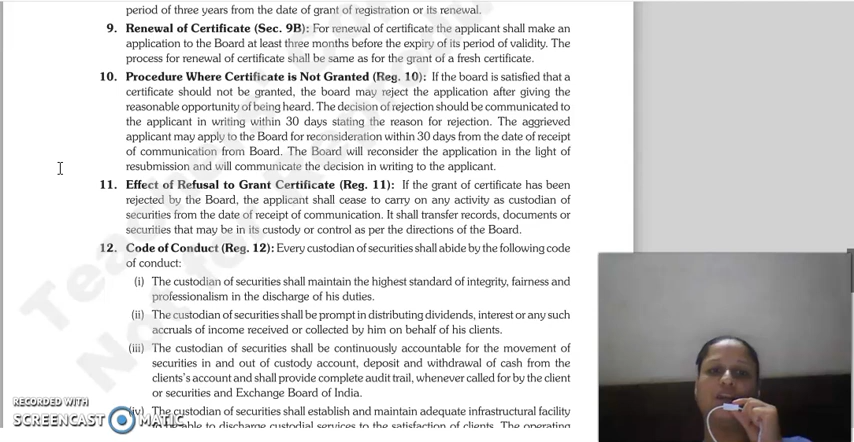 period of three years from the date of grant of registration or its renewal.
9. Renewal of Certificate (Sec. 9B): For renewal of certificate the applicant shall make an
application to the Board at least three months before the expiry of its period of validity. The
process for renewal of certificate shall be same as for the grant of a fresh certificate.
10. Procedure Where Certificate is Not Granted (Reg. 10): If the board is satisfied that a
certificate should not be granted, the board may reject the application after giving the
reasonable opportunity of being heard. The decision of rejection should be communicated to
the applicant in writing within 30 days stating the reason for rejection. The aggrieved
applicant may apply to the Board for reconsideration within 30 days from the date of receipt
of communication from Board. The Board will reconsider the application in the light of
resubmission and will communicate the decision in writing to the applicant.
11. Effect of Refusal to Grant Certificate (Reg. 11): If the grant of certificate has been
rejected by the Board, the applicant shall cease to carry on any activity as custodian of
securities from the date of receipt of communication. It shall transfer records, documents or
securities that may be in its custody or control as per the directions of the Board.
12. Code of Conduct (Reg. 12): Every custodian of securities shall abide by the following code
of conduct:
(i) The custodian of securities shall maintain the highest standard of integrity, fairness and
professionalism in the discharge of his duties.
(ii) The custodian of securities shall be prompt in distributing dividends, interest or any such
accruals of income received or collected by him on behalf of his clients.
(iii) The custodian of securities shall be continuously accountable for the movement of
securities in and out of custody account, deposit and withdrawal of cash from the
client's account and shall provide complete audit trail, whenever called for by the client
or securities and Exchange Board of India.
(iv) The custodian of securities shall establish and maintain adequate infrastructural facility
to discharge custodial services to the satisfaction of clients. The operating
RECORDED WITH
SCREENCAST MATIC